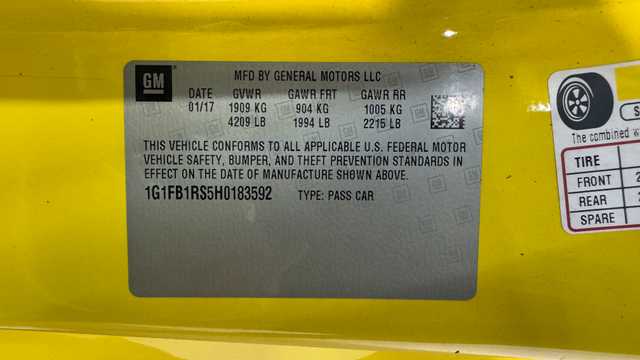 GM
MFD BY GENERAL MOTORS LLC
DATE GVWR GAWR FRT GAWR RR
01/17 1909 KG 904 KG 1005 KG
4209 LB 1994 LB 2215 LB
THIS VEHICLE CONFORMS TO ALL APPLICABLE U.S. FEDERAL MOTOR
VEHICLE SAFETY, BUMPER, AND THEFT PREVENTION STANDARDS IN
EFFECT ON THE DATE OF MANUFACTURE SHOWN ABOVE.
1G1FB1RS5H0183592 TYPE: PASS CAR
The combined w
TIRE
FRONT 2
REAR 2
SPARE